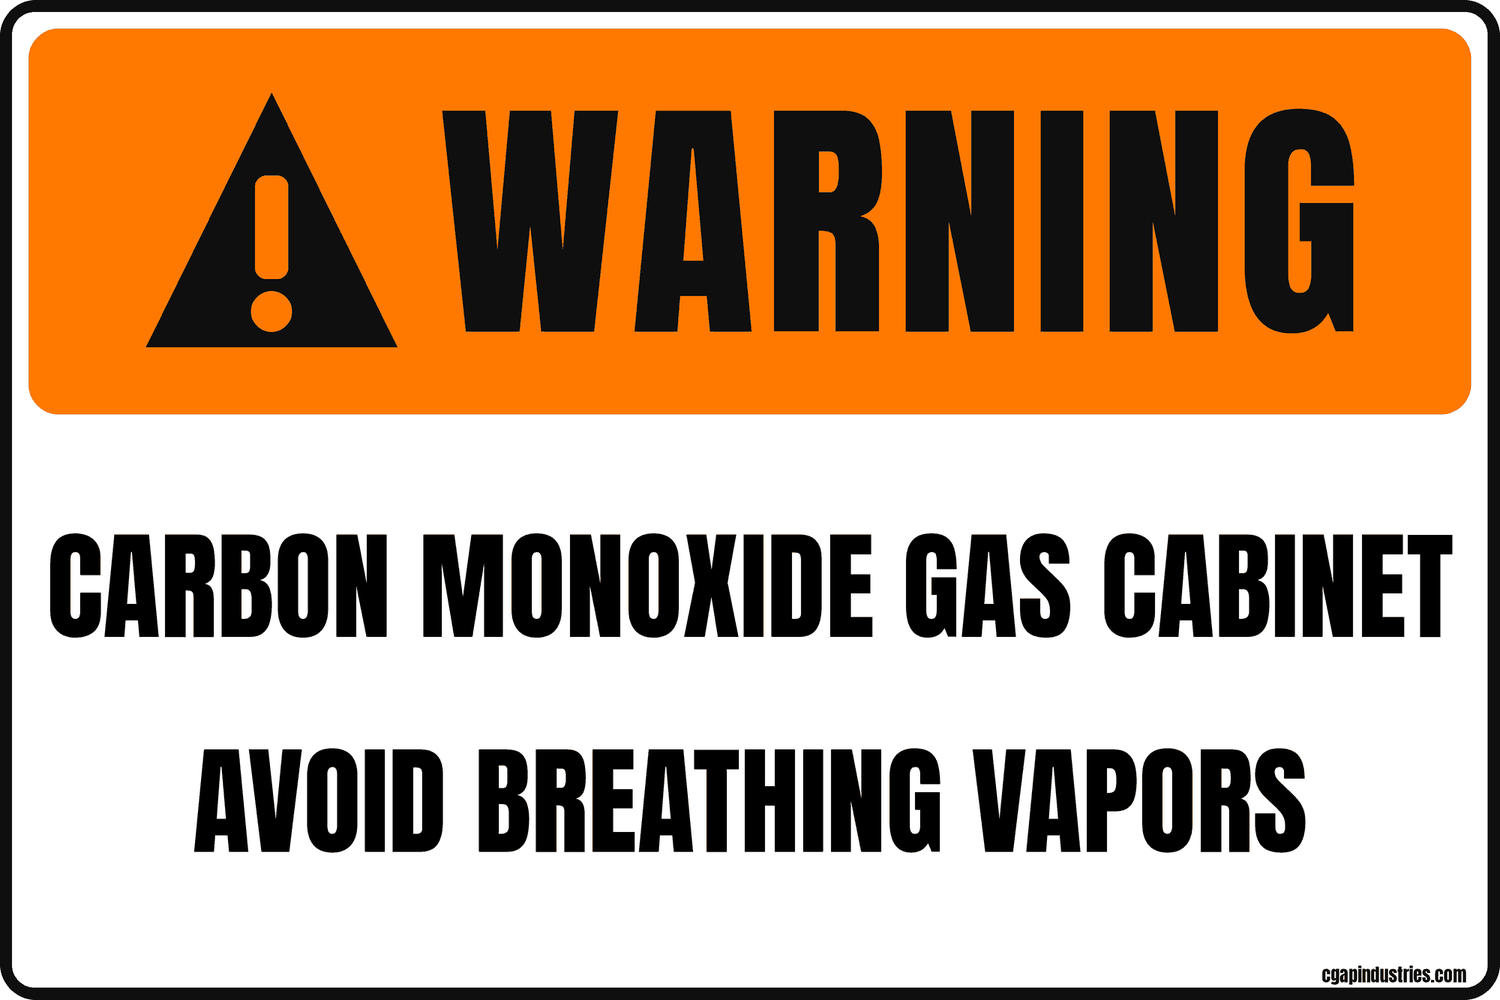 WARNING
CARBON MONOXIDE GAS CABINET
AVOID BREATHING VAPORS
cgapindustries.com